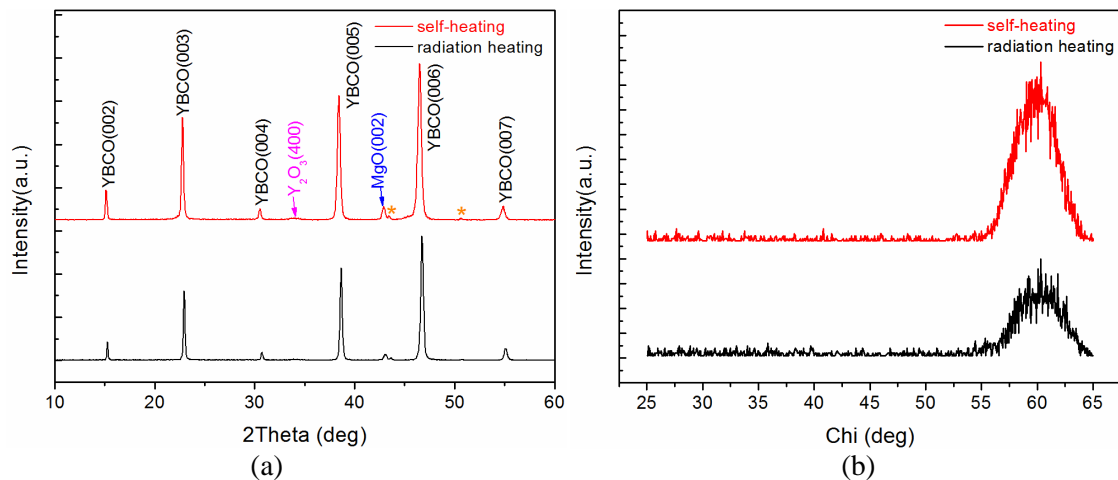 self-heating
radiation heating
YBCO(002)
YBCO(003)
YBCO(004)
Y₂O₃(400)
YBCO(005)
MgO(002)
*
YBCO(006)
*
YBCO(007)
Intensity(a.u.)
10 20 30 40 50 60
2Theta (deg)
(a)
self-heating
radiation heating
Intensity(a.u.)
25 30 35 40 45 50 55 60 65
Chi (deg)
(b)